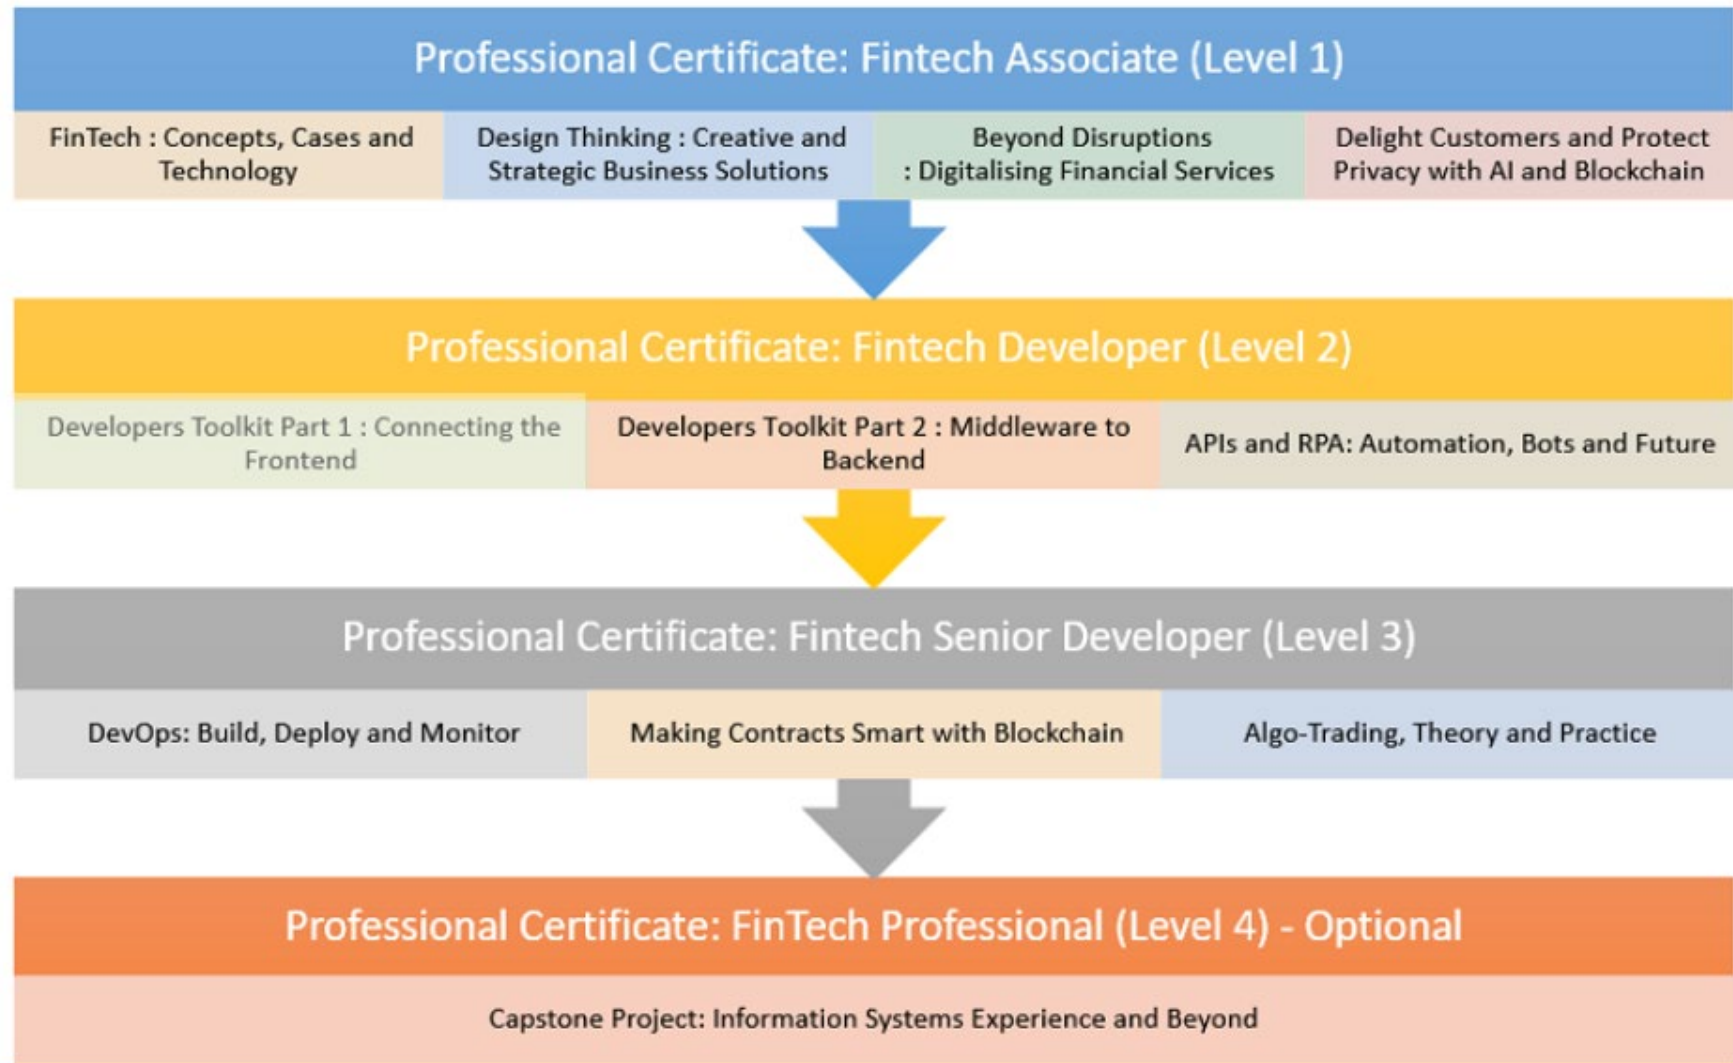 Professional Certificate: Fintech Associate (Level 1)
FinTech : Concepts, Cases and
Technology
Design Thinking : Creative and
Strategic Business Solutions
Beyond Disruptions
: Digitalising Financial Services
Delight Customers and Protect
Privacy with AI and Blockchain
Professional Certificate: Fintech Developer (Level 2)
Developers Toolkit Part 1 : Connecting the
Frontend
Developers Toolkit Part 2 : Middleware to
Backend
APIs and RPA: Automation, Bots and Future
Professional Certificate: Fintech Senior Developer (Level 3)
DevOps: Build, Deploy and Monitor
Making Contracts Smart with Blockchain
Algo-Trading, Theory and Practice
Professional Certificate: FinTech Professional (Level 4) - Optional
Capstone Project: Information Systems Experience and Beyond